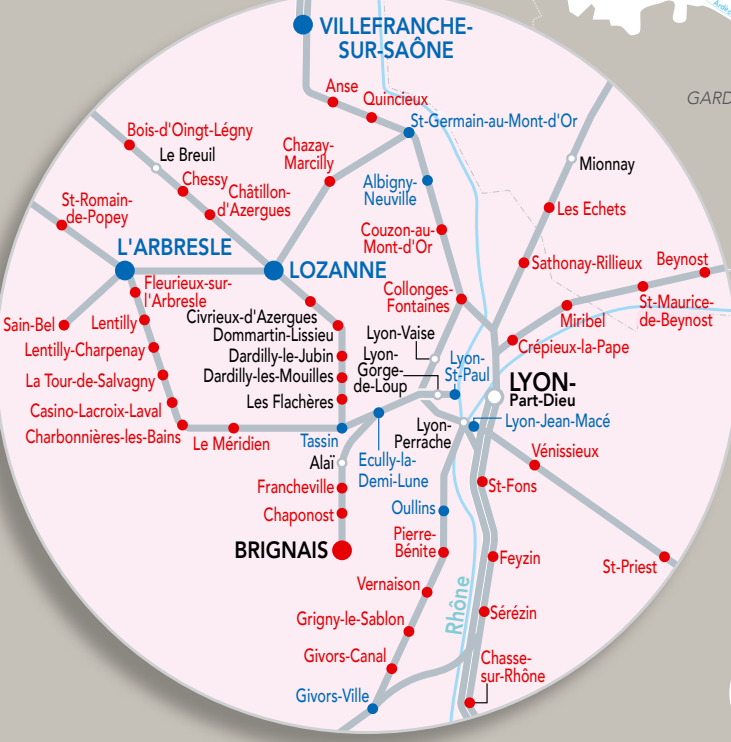 Ardèc
VILLEFRANCHE-
SUR-SAÔNE
Anse
Quincieux
GARD
St-Germain-au-Mont-d'Or
Bois-d'Oingt-Légny
Le Breuil
Chessy
Châtillon-
d'Azergues
Chazay-
Marcilly
Mionnay
Albigny-
Neuville
St-Romain-
de-Popey
Les Echets
Couzon-au-
Mont-d'Or
L'ARBRESLE
LOZANNE
Sathonay-Rillieux
Beynost
Fleurieux-sur-
l'Arbresle
Collonges-
Fontaines
St-Maurice-
de-Beynost
Miribel
Civrieux-d'Azergues
Sain-Bel
Lentilly
Dommartin-Lissieu
Lyon-Vaise
Crépieux-la-Pape
Lentilly-Charpenay
Dardilly-le-Jubin
Lyon-
Gorge-
de-Loup
Lyon-
St-Paul
La Tour-de-Salvagny
Dardilly-les-Mouilles
LYON-
Part-Dieu
Casino-Lacroix-Laval
Les Flachères
Charbonnières-les-Bains
Le Méridien
Tassin
Lyon-
Perrache
Lyon-Jean-Macé
Alaï
Ecully-la-
Demi-Lune
Vénissieux
Francheville
St-Fons
Chaponost
Oullins
BRIGNAIS
Pierre-
Bénite
Feyzin
St-Priest
Vernaison
Rhône
Grigny-le-Sablon
Sérézin
Givors-Canal
Chasse-
sur-Rhône
Givors-Ville